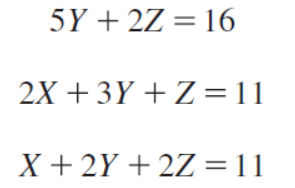 5Y + 2Z = 16
2X + 3Y + Z = 11
X + 2Y + 2Z = 11